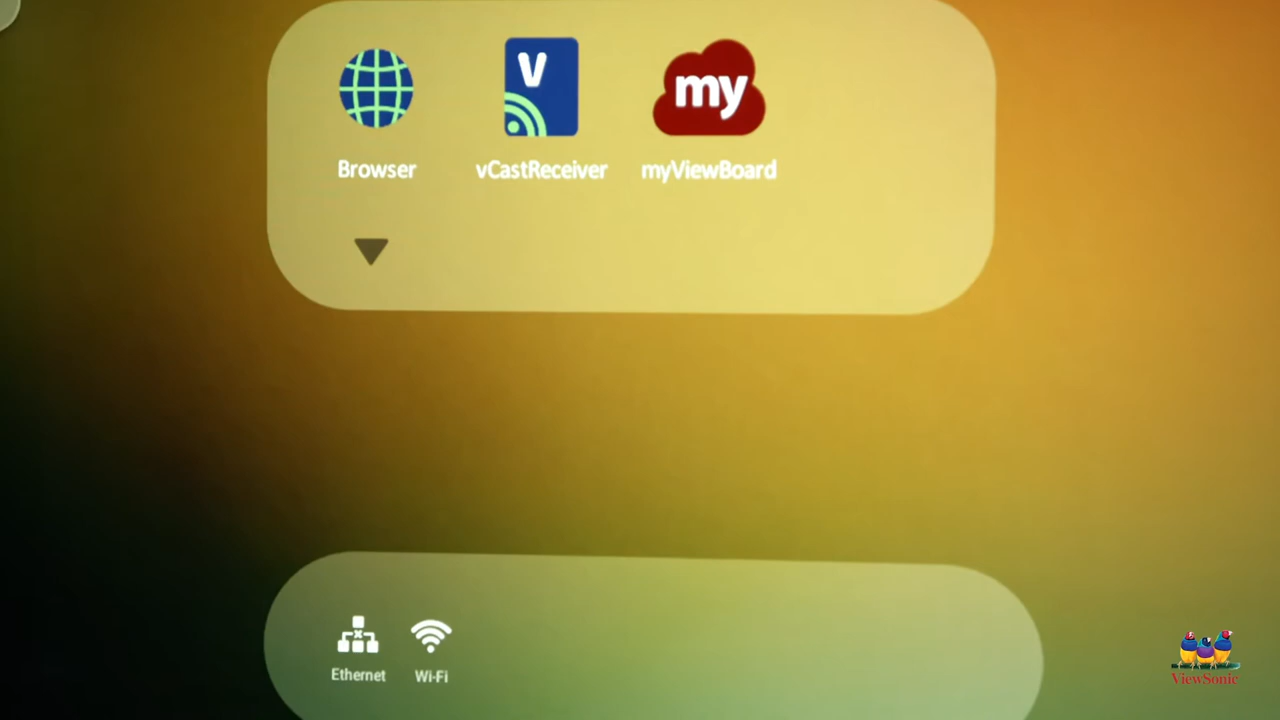 V
my
Browser vCastReceiver myViewBoard
Ethernet Wi-Fi
ViewSonic